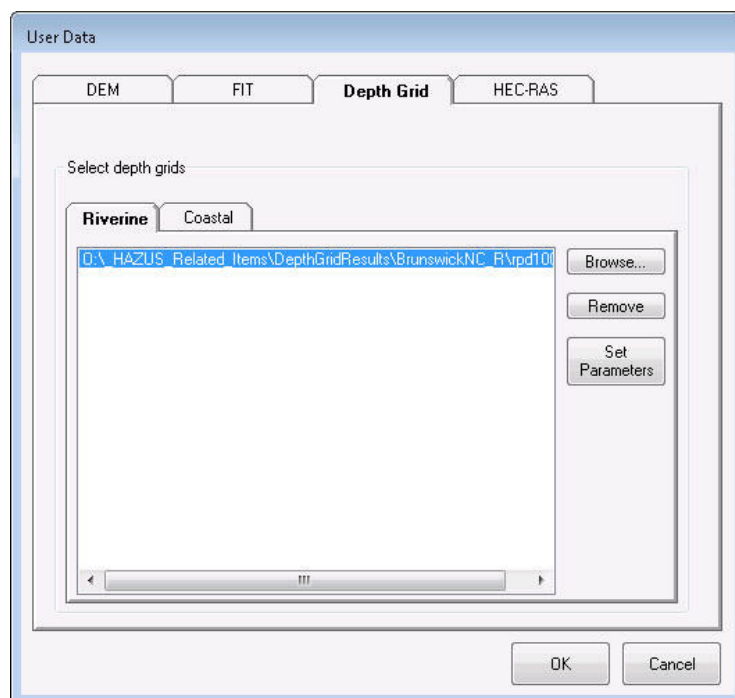 User Data
DEM FIT Depth Grid HEC-RAS
Select depth grids
Riverine Coastal
O:\_HAZUS_Related_Items\DepthGridResults\BrunswickNC_R\rpd100
Browse...
Remove
Set
Parameters
OK Cancel